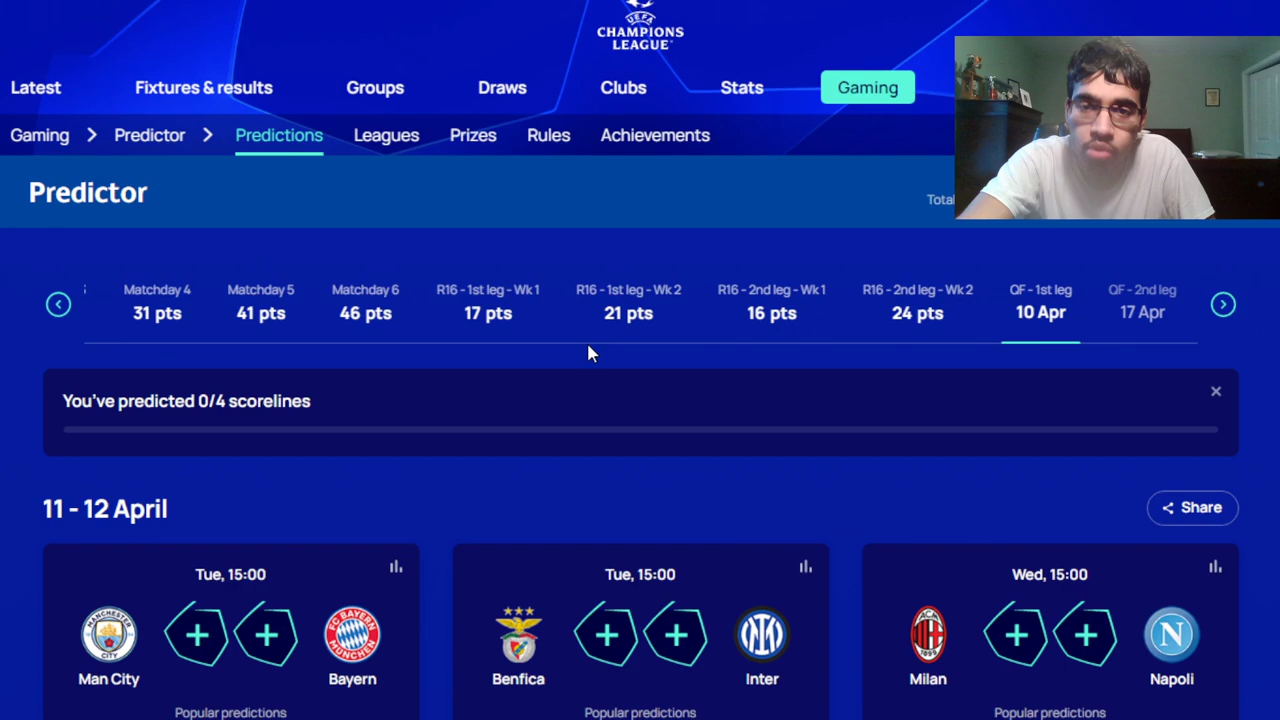 UEFA
CHAMPIONS
LEAGUE
Latest Fixtures & results Groups Draws Clubs Stats Gaming
Gaming Predictor Predictions Leagues Prizes Rules Achievements
Predictor
Total
Matchday 4 Matchday 5 Matchday 6 R16 - 1st leg - Wk 1 R16 - 1st leg - Wk 2 R16 - 2nd leg - Wk 1 R16 - 2nd leg - Wk 2 QF - 1st leg QF - 2nd leg
31 pts 41 pts 46 pts 17 pts 21 pts 16 pts 24 pts 10 Apr 17 Apr
You've predicted 0/4 scorelines
11 - 12 April Share
Tue, 15:00 Tue, 15:00 Wed, 15:00
Man City Bayern Benfica Inter Milan Napoli
Popular predictions Popular predictions Popular predictions